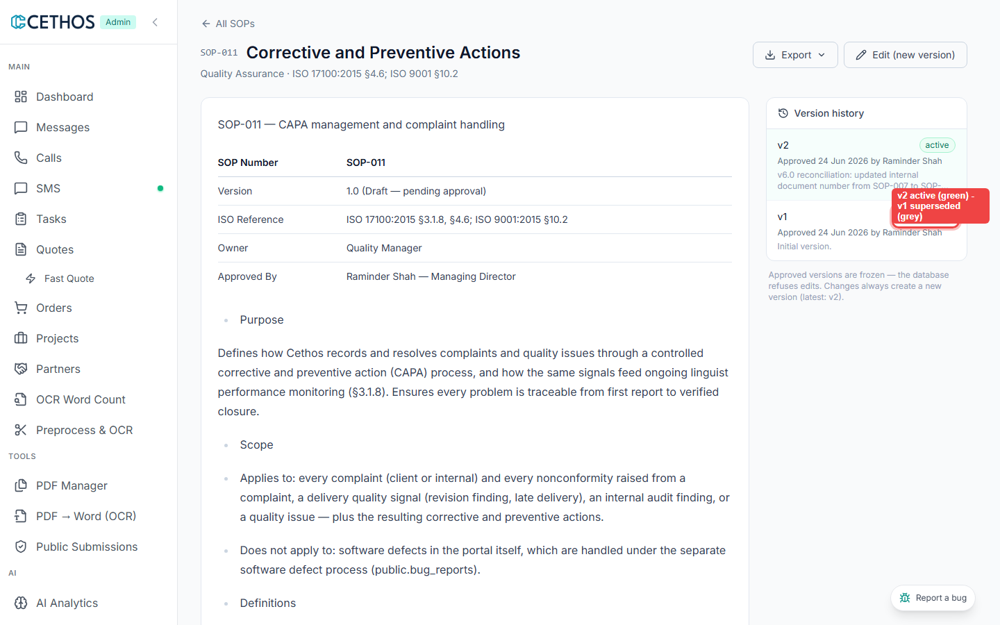 CETHOS
Admin
MAIN
Dashboard
Messages
Calls
SMS
Tasks
Quotes
Fast Quote
Orders
Projects
Partners
OCR Word Count
Preprocess & OCR
TOOLS
PDF Manager
PDF → Word (OCR)
Public Submissions
AI
AI Analytics
All SOPs
SOP-011 Corrective and Preventive Actions
Quality Assurance · ISO 17100:2015 §4.6; ISO 9001 §10.2
Export
Edit (new version)
SOP-011 — CAPA management and complaint handling
SOP Number SOP-011
Version 1.0 (Draft — pending approval)
ISO Reference ISO 17100:2015 §3.1.8, §4.6; ISO 9001:2015 §10.2
Owner Quality Manager
Approved By Raminder Shah — Managing Director
Purpose
Defines how Cethos records and resolves complaints and quality issues through a controlled
corrective and preventive action (CAPA) process, and how the same signals feed ongoing linguist
performance monitoring (§3.1.8). Ensures every problem is traceable from first report to verified
closure.
Scope
Applies to: every complaint (client or internal) and every nonconformity raised from a
complaint, a delivery quality signal (revision finding, late delivery), an internal audit finding, or
a quality issue — plus the resulting corrective and preventive actions.
Does not apply to: software defects in the portal itself, which are handled under the separate
software defect process (public.bug_reports).
Definitions
Version history
v2 active
Approved 24 Jun 2026 by Raminder Shah
v6.0 reconciliation: updated internal
document number from SOP-007 to SOP-…
v2 active (green) -
v1 superseded
(grey)
v1
Approved 24 Jun 2026 by Raminder Shah
Initial version.
Approved versions are frozen — the database
refuses edits. Changes always create a new
version (latest: v2).
Report a bug